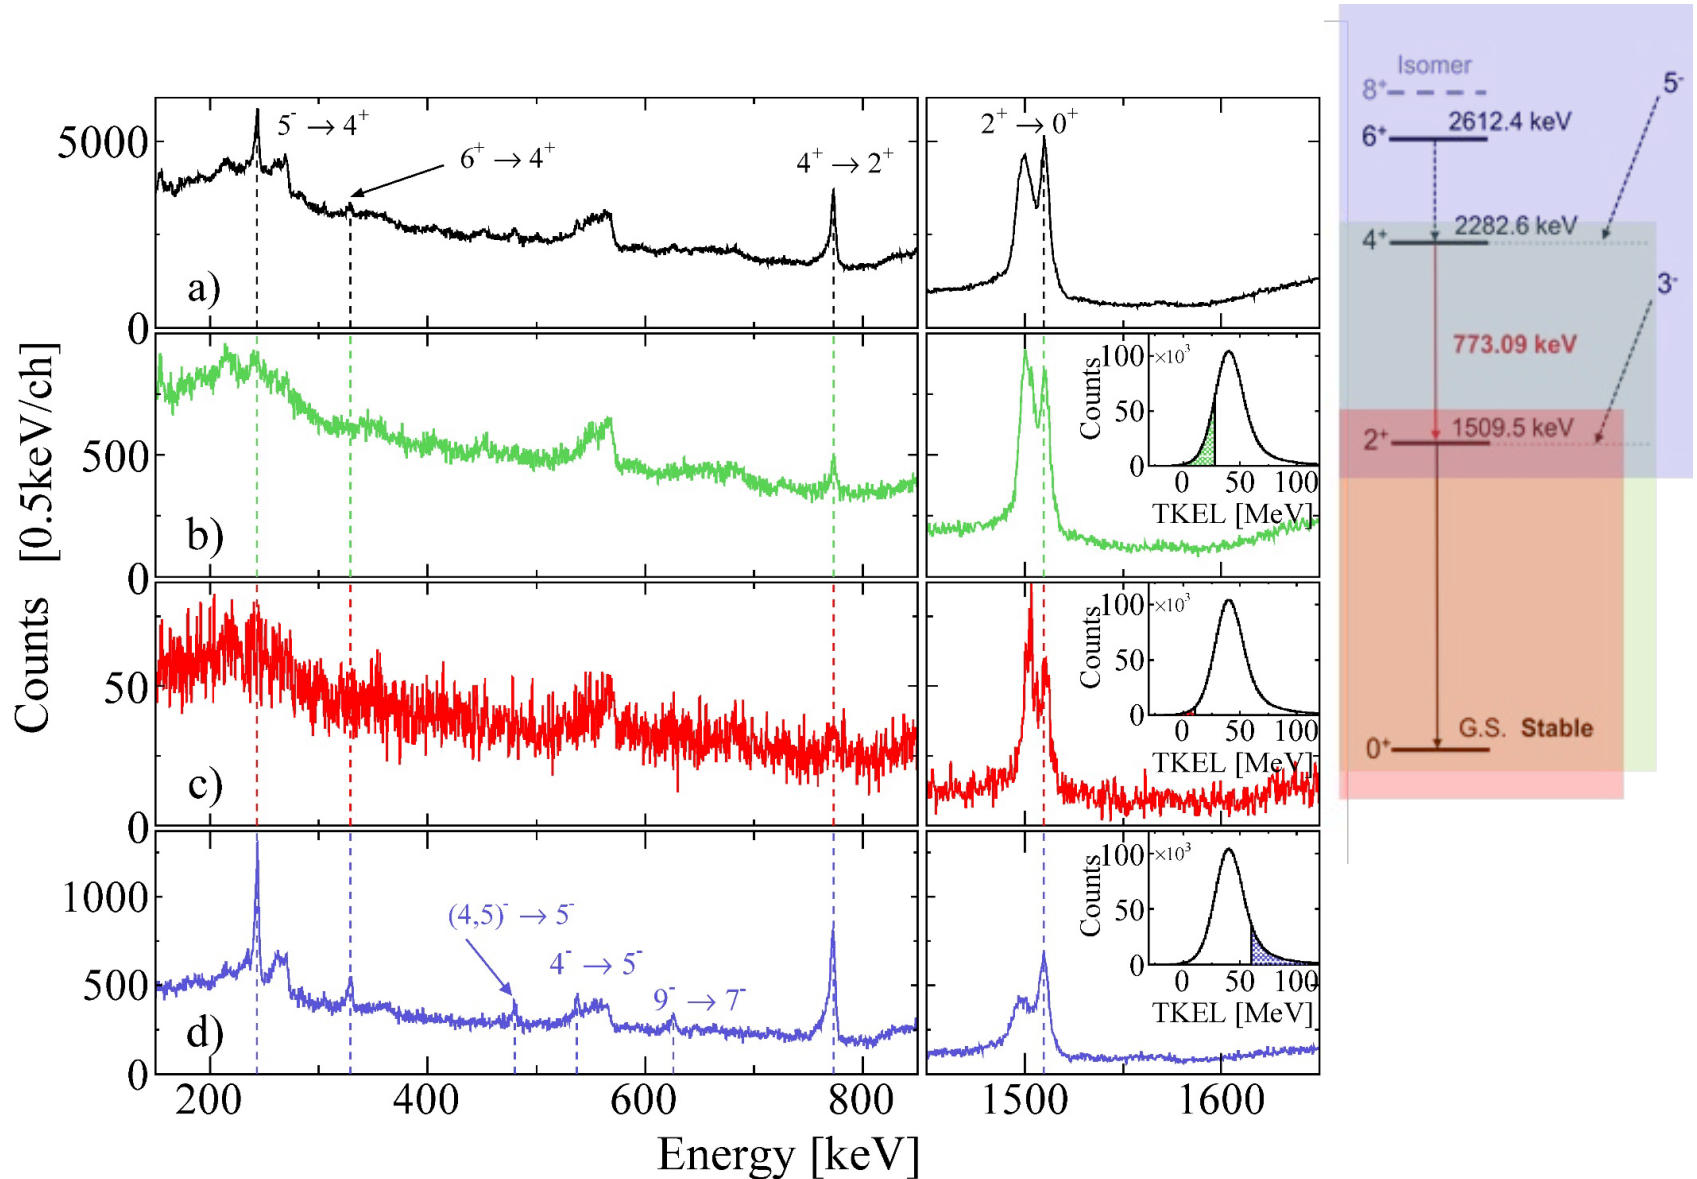 5⁻ → 4⁺
6⁺ → 4⁺
4⁺ → 2⁺
2⁺ → 0⁺
5000
0
a)
500
0
b)
50
0
c)
(4,5)⁻ → 5⁻
4⁻ → 5⁻
9⁻ → 7⁻
1000
500
0
d)
Counts [0.5keV/ch]
200 400 600 800 1500 1600
Energy [keV]
100 ×10³
50
0
Counts
0 50 100
TKEL [MeV]
100 ×10³
50
0
Counts
0 50 100
TKEL [MeV]
100 ×10³
50
0
Counts
0 50 100
TKEL [MeV]
Isomer
8⁺
5⁻
6⁺ 2612.4 keV
4⁺ 2282.6 keV
3⁻
773.09 keV
2⁺ 1509.5 keV
0⁺ G.S. Stable